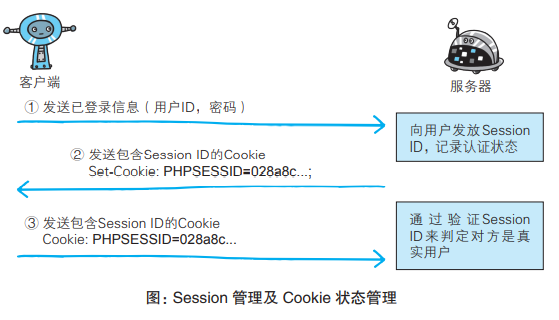 客户端
服务器
① 发送已登录信息（用户ID，密码）
向用户发放Session
ID，记录认证状态
② 发送包含Session ID的Cookie
Set-Cookie: PHPSESSID=028a8c...;
③ 发送包含Session ID的Cookie
Cookie: PHPSESSID=028a8c...
通过验证Session
ID来判定对方是真
实用户
图：Session 管理及 Cookie 状态管理